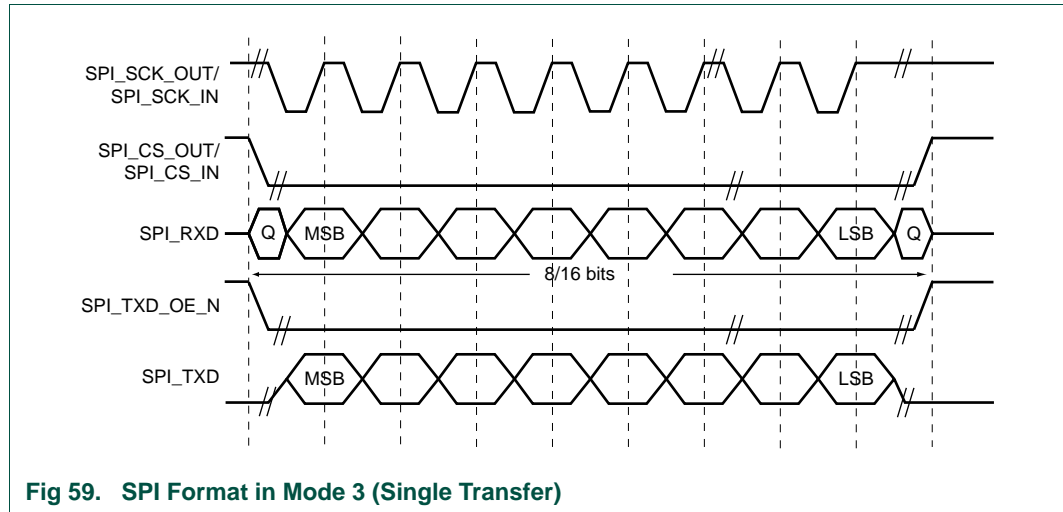 SPI_SCK_OUT/
SPI_SCK_IN
SPI_CS_OUT/
SPI_CS_IN
SPI_RXD
Q
MSB
LSB
Q
8/16 bits
SPI_TXD_OE_N
SPI_TXD
MSB
LSB
Fig 59. SPI Format in Mode 3 (Single Transfer)